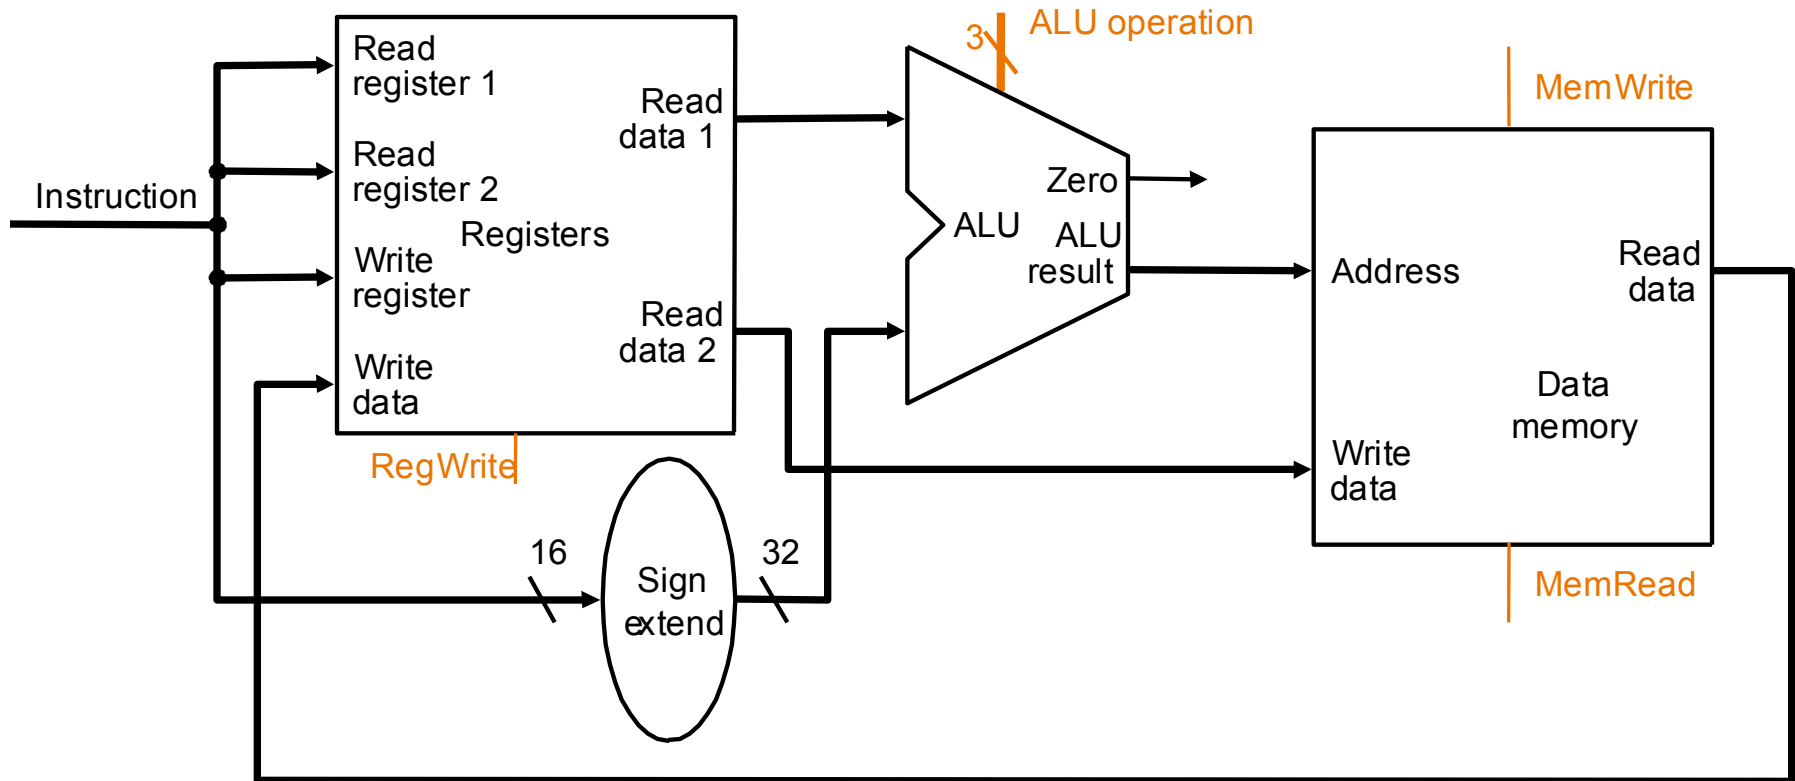 Instruction
Read
register 1
Read
register 2
Registers
Write
register
Write
data
Read
data 1
Read
data 2
RegWrite
16
Sign
extend
32
3
ALU operation
Zero
ALU
ALU
result
MemWrite
Address
Read
data
Data
memory
Write
data
MemRead